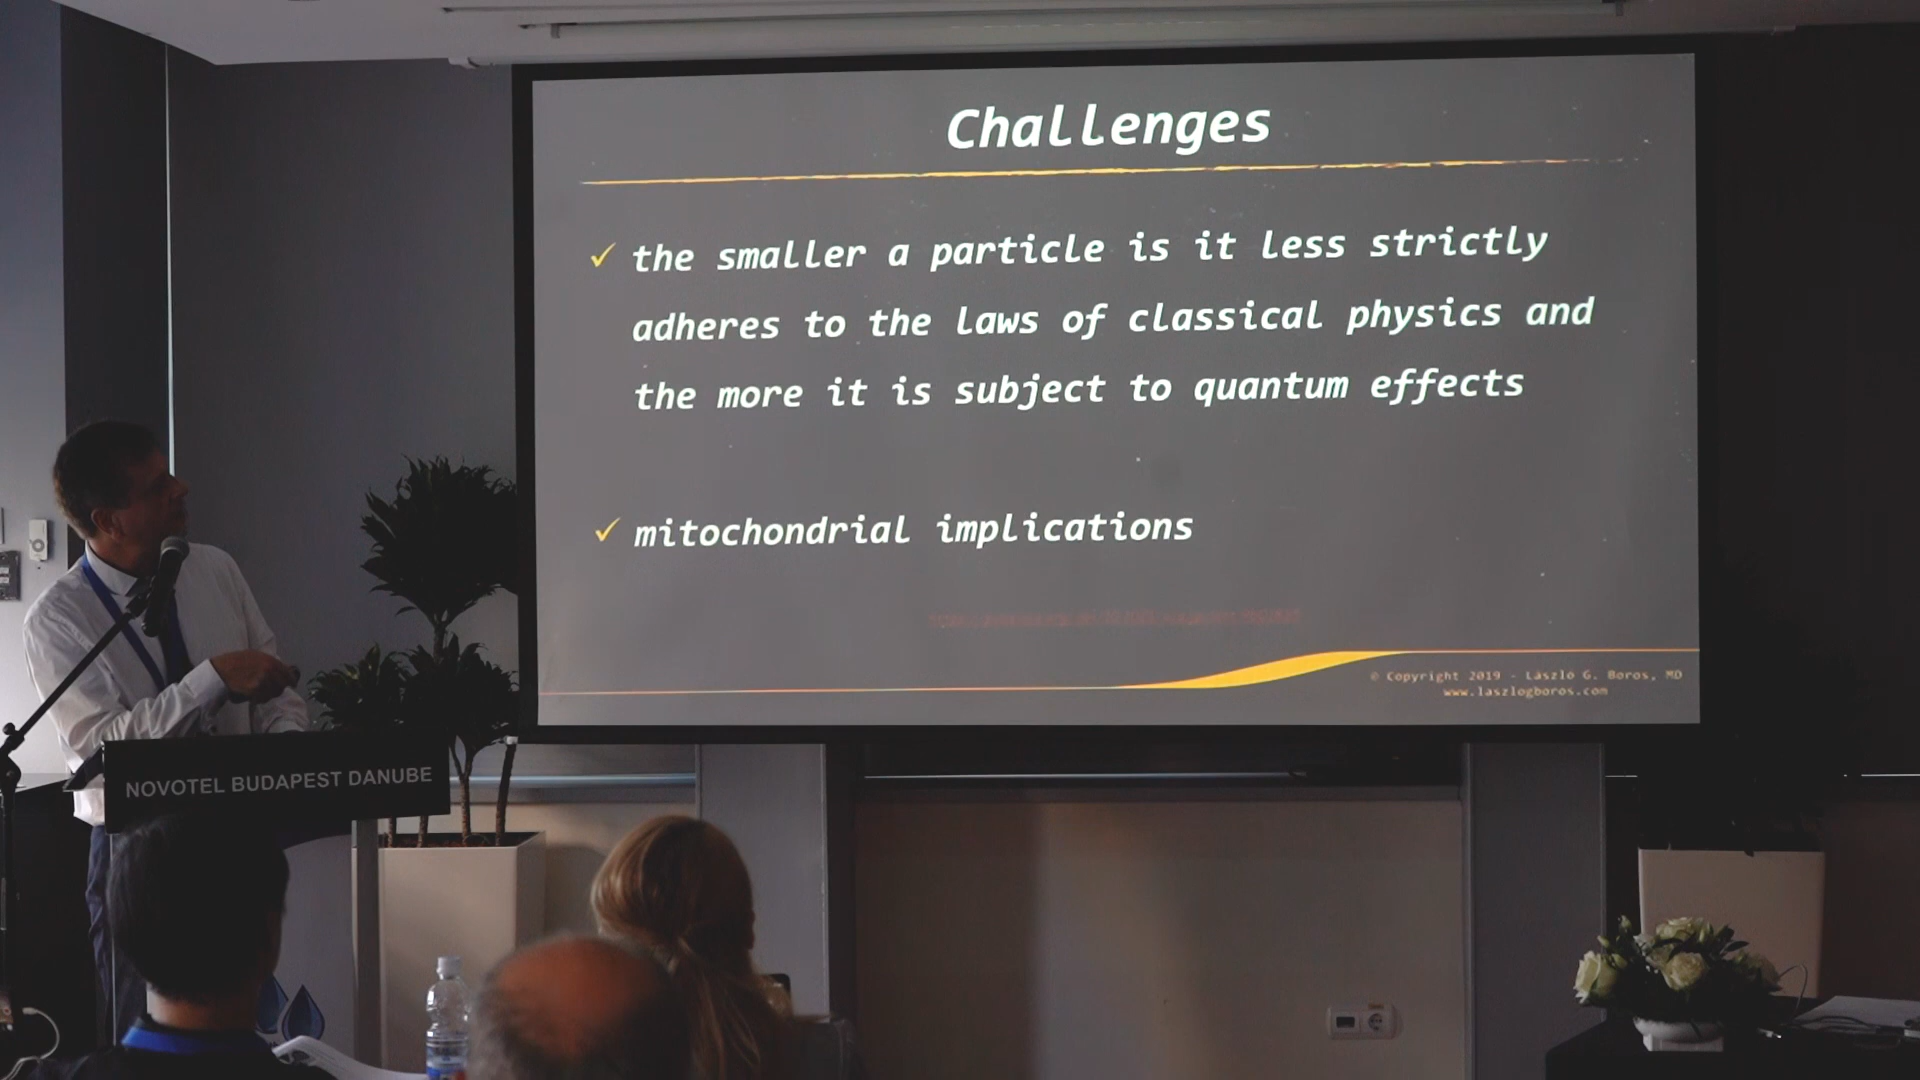 Challenges
✓ the smaller a particle is it less strictly
adheres to the laws of classical physics and
the more it is subject to quantum effects
✓ mitochondrial implications
© Copyright 2019 - László G. Boros, MD
www.laszlogboros.com
NOVOTEL BUDAPEST DANUBE